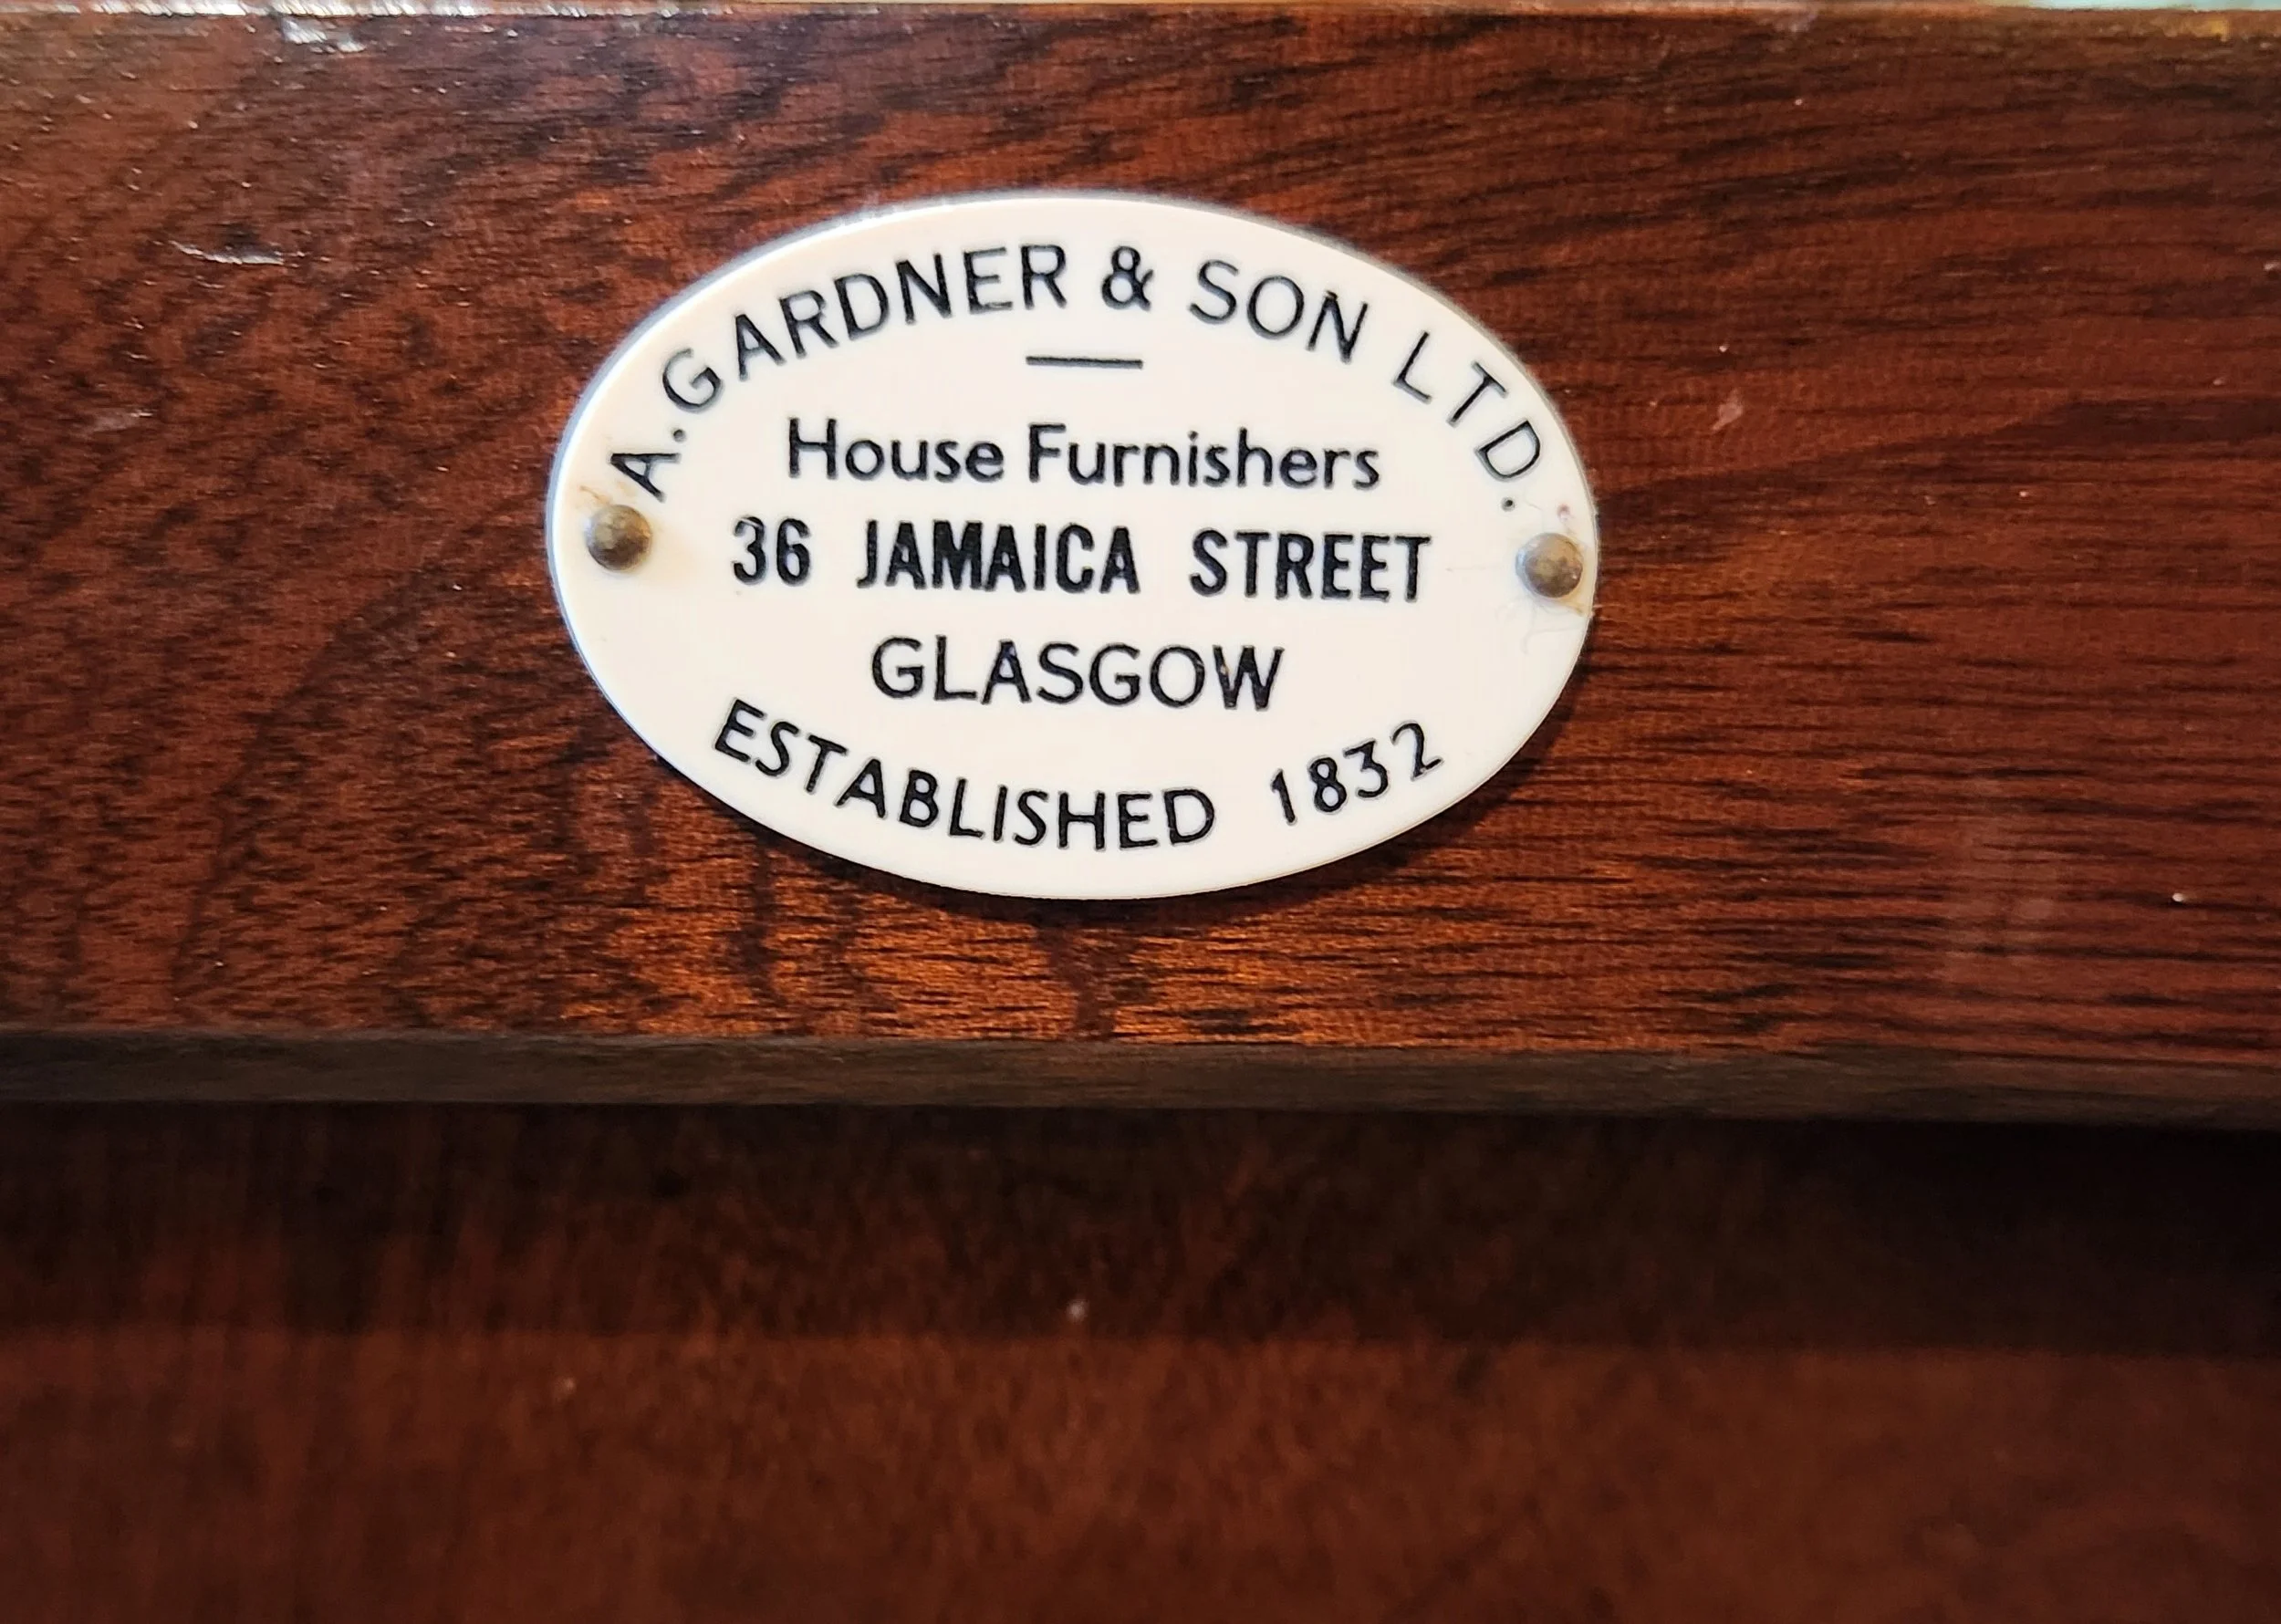 A. GARDNER & SON LTD.
House Furnishers
36 JAMAICA STREET
GLASGOW
ESTABLISHED 1832